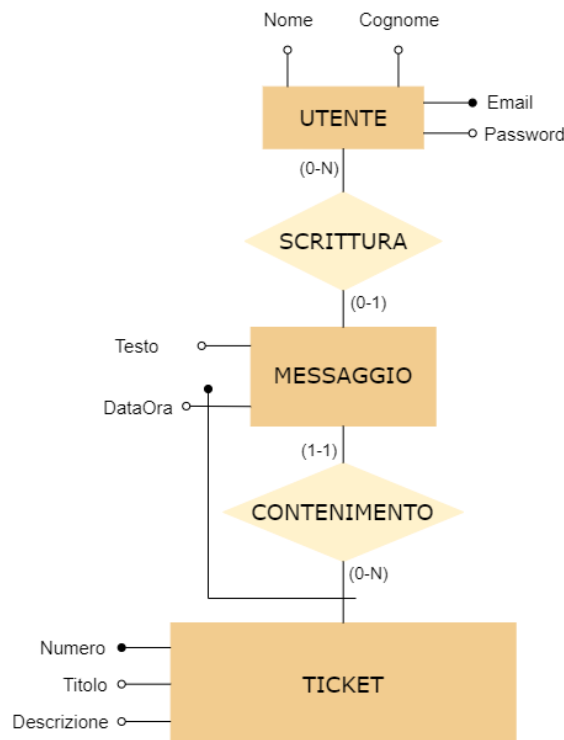 Nome
Cognome
UTENTE
Email
Password
(0-N)
SCRITTURA
(0-1)
Testo
MESSAGGIO
DataOra
(1-1)
CONTENIMENTO
(0-N)
Numero
Titolo
TICKET
Descrizione